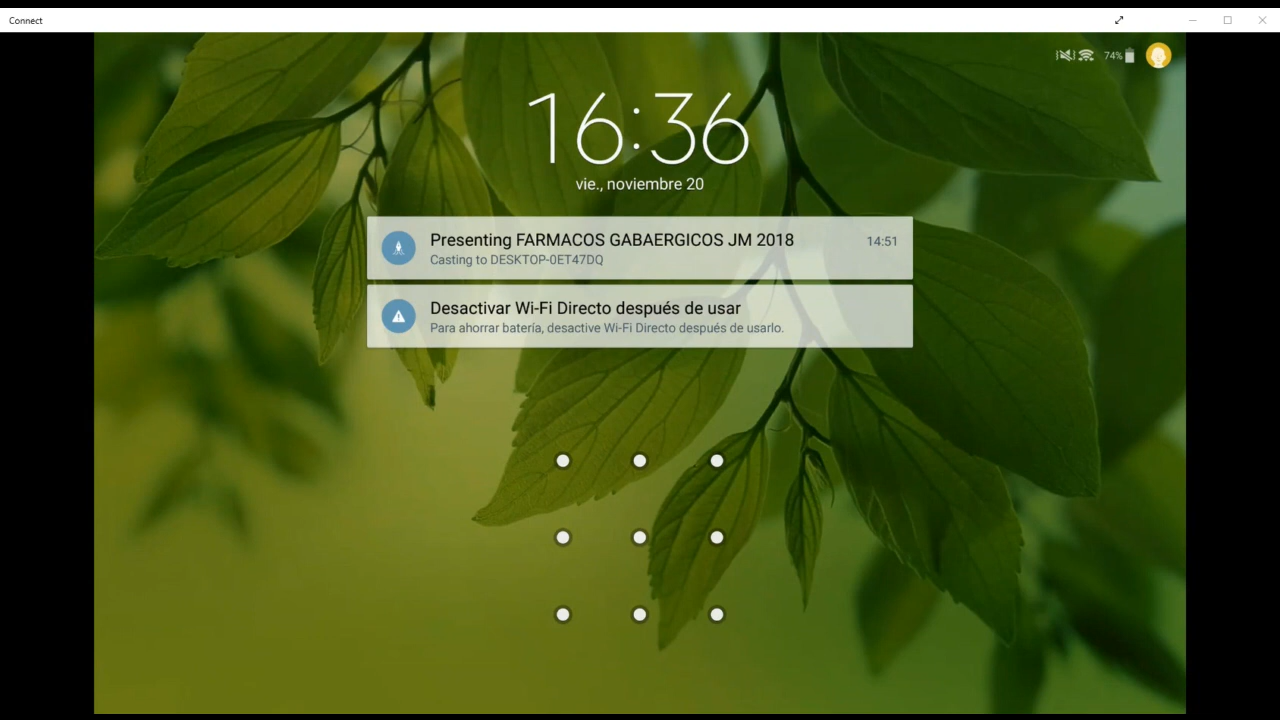 Connect
74%
16:36
vie., noviembre 20
Presenting FARMACOS GABAERGICOS JM 2018
14:51
Casting to DESKTOP-0ET47DQ
Desactivar Wi-Fi Directo después de usar
Para ahorrar batería, desactive Wi-Fi Directo después de usarlo.